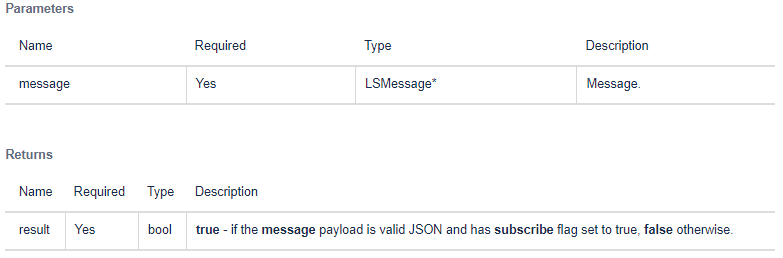 Parameters
Name Required Type Description
message Yes LSMessage* Message.
Returns
Name Required Type Description
result Yes bool true - if the message payload is valid JSON and has subscribe flag set to true, false otherwise.